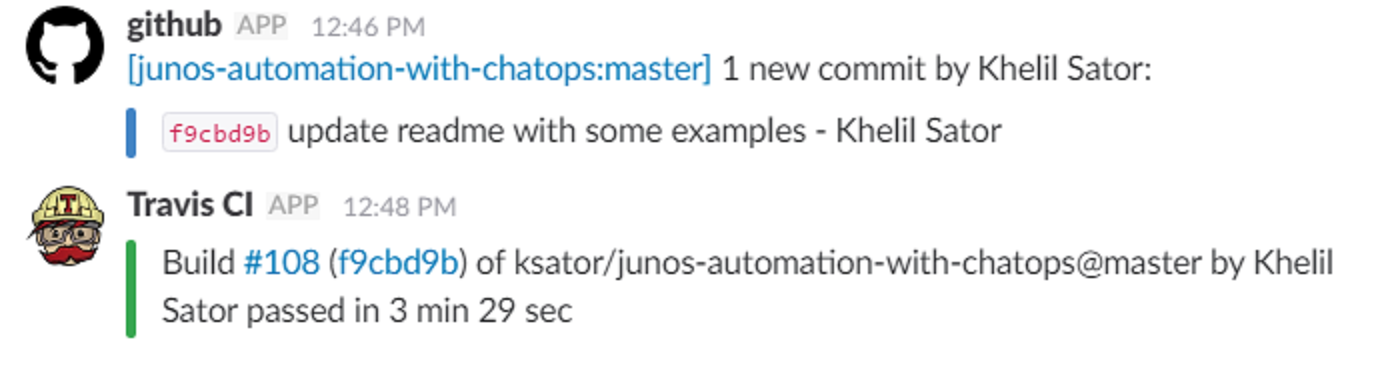 github APP 12:46 PM
[junos-automation-with-chatops:master] 1 new commit by Khelil Sator:
f9cbd9b update readme with some examples - Khelil Sator
T
Travis CI APP 12:48 PM
Build #108 (f9cbd9b) of ksator/junos-automation-with-chatops@master by Khelil
Sator passed in 3 min 29 sec